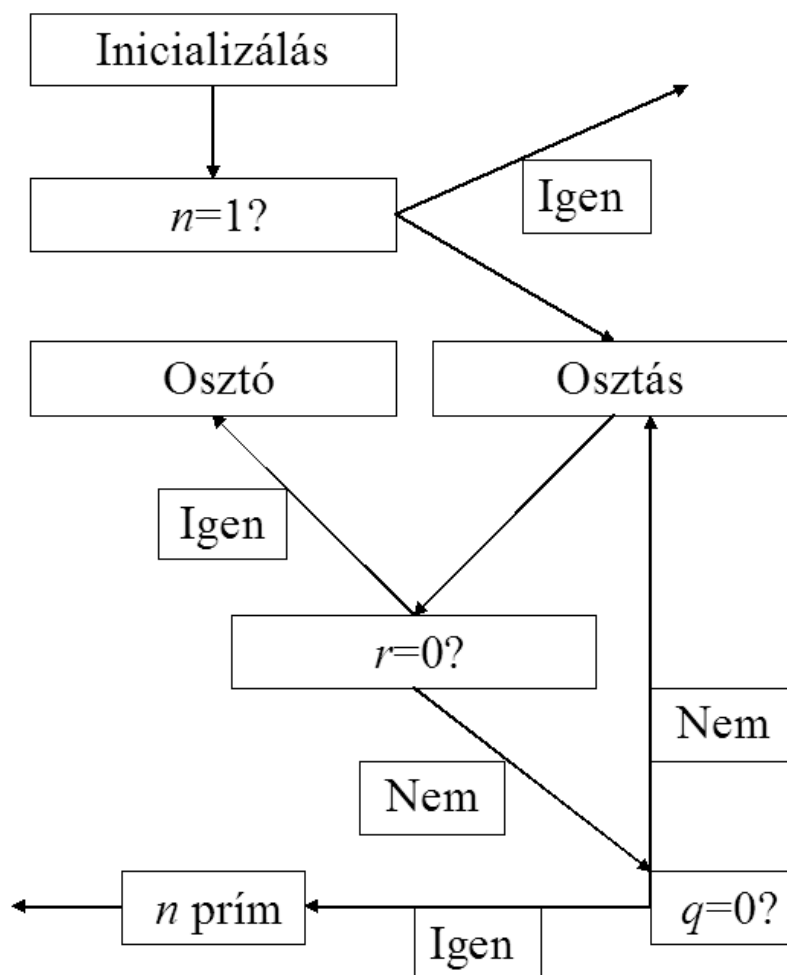 Inicializálás
n=1?
Igen
Osztó
Osztás
Igen
r=0?
Nem
Nem
n prím
Igen
q=0?